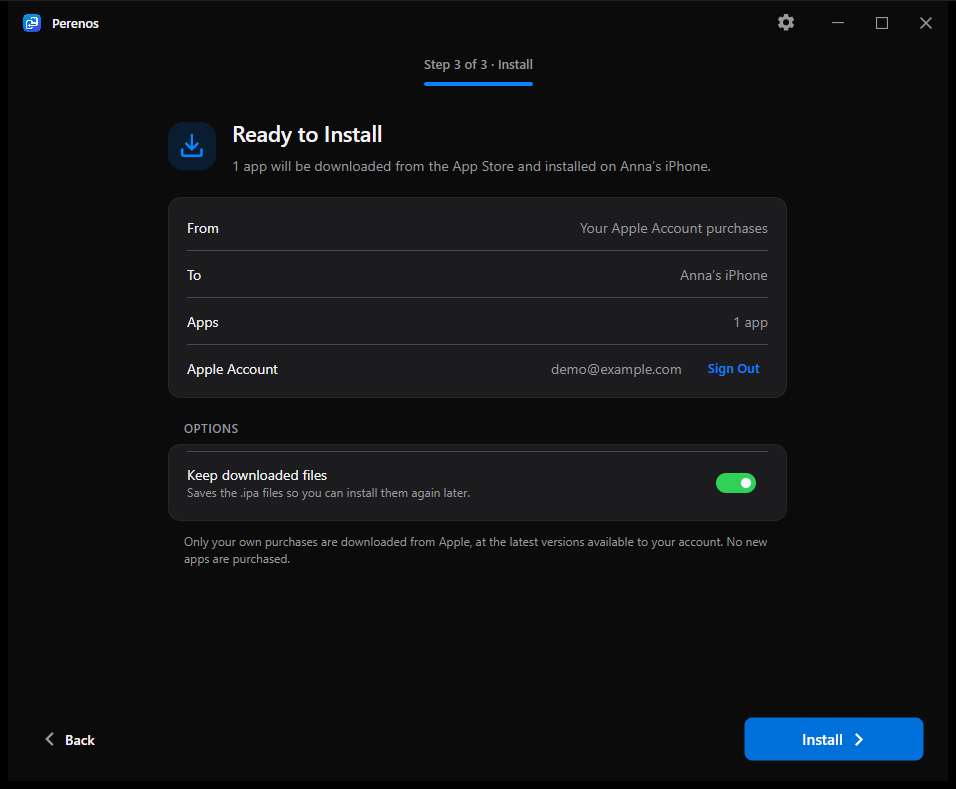 Perenos
Step 3 of 3 · Install
Ready to Install
1 app will be downloaded from the App Store and installed on Anna’s iPhone.
From Your Apple Account purchases
To Anna’s iPhone
Apps 1 app
Apple Account demo@example.com Sign Out
OPTIONS
Keep downloaded files
Saves the .ipa files so you can install them again later.
Only your own purchases are downloaded from Apple, at the latest versions available to your account. No new
apps are purchased.
Back Install